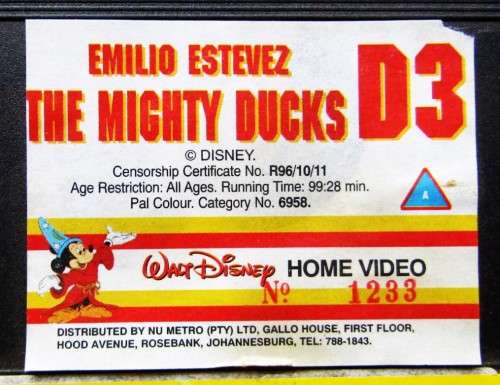 EMILIO ESTEVEZ
THE MIGHTY DUCKS D3
© DISNEY.
Censorship Certificate No. R96/10/11
Age Restriction: All Ages. Running Time: 99:28 min.
Pal Colour. Category No. 6958.
A
WALT DISNEY HOME VIDEO
Nº 1233
DISTRIBUTED BY NU METRO (PTY) LTD, GALLO HOUSE, FIRST FLOOR,
HOOD AVENUE, ROSEBANK, JOHANNESBURG, TEL: 788-1843.